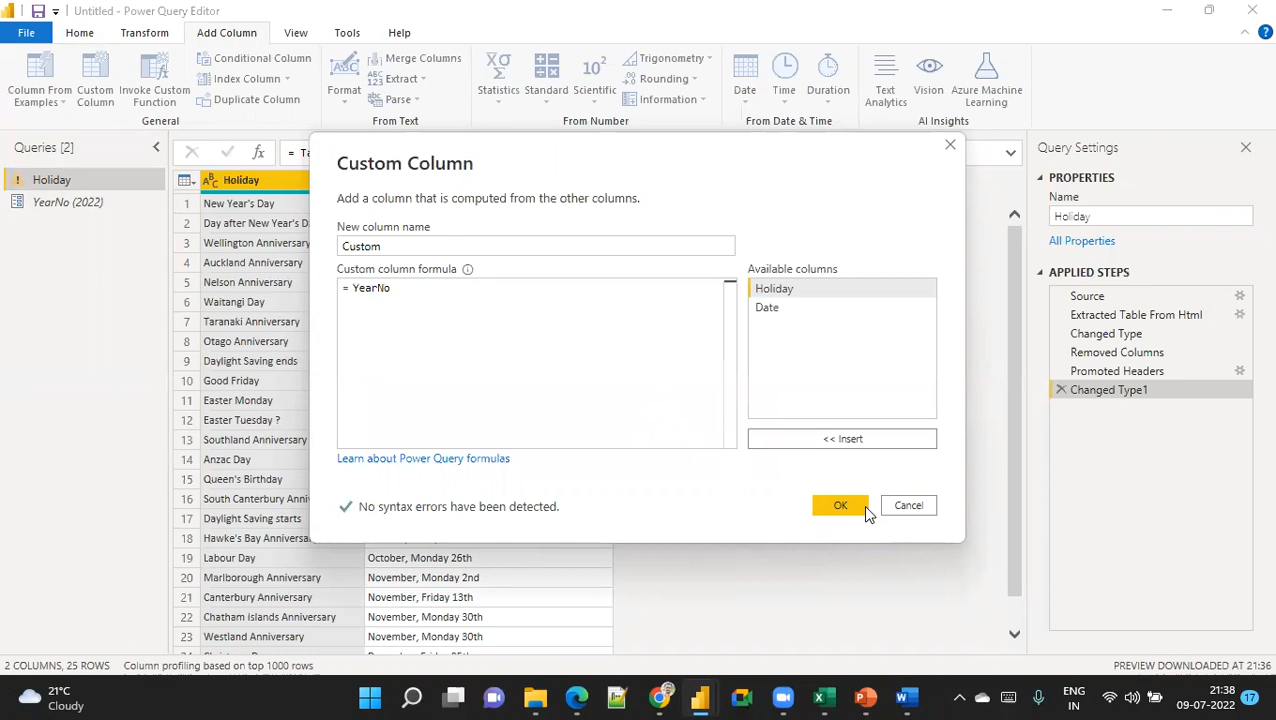 Untitled - Power Query Editor
File Home Transform Add Column View Tools Help
Column From Examples
Custom Column
Invoke Custom Function
Conditional Column
Index Column
Duplicate Column
General
Format
Merge Columns
Extract
Parse
From Text
Statistics
Standard
Scientific
10²
Trigonometry
Rounding
Information
From Number
Date
Time
Duration
From Date & Time
Text Analytics
Vision
Azure Machine Learning
AI Insights
Queries [2]
Holiday
YearNo (2022)
fx = Ta
ABC Holiday
1 New Year's Day
2 Day after New Year's D
3 Wellington Anniversary
4 Auckland Anniversary
5 Nelson Anniversary
6 Waitangi Day
7 Taranaki Anniversary
8 Otago Anniversary
9 Daylight Saving ends
10 Good Friday
11 Easter Monday
12 Easter Tuesday ?
13 Southland Anniversary
14 Anzac Day
15 Queen's Birthday
16 South Canterbury Anni
17 Daylight Saving starts
18 Hawke's Bay Anniversary
19 Labour Day October, Monday 26th
20 Marlborough Anniversary November, Monday 2nd
21 Canterbury Anniversary November, Friday 13th
22 Chatham Islands Anniversary November, Monday 30th
23 Westland Anniversary November, Monday 30th
Custom Column
Add a column that is computed from the other columns.
New column name
Custom
Custom column formula
= YearNo
Available columns
Holiday
Date
<< Insert
Learn about Power Query formulas
No syntax errors have been detected.
OK
Cancel
Query Settings
PROPERTIES
Name
Holiday
All Properties
APPLIED STEPS
Source
Extracted Table From Html
Changed Type
Removed Columns
Promoted Headers
Changed Type1
2 COLUMNS, 25 ROWS Column profiling based on top 1000 rows
PREVIEW DOWNLOADED AT 21:36
21°C
Cloudy
ENG
IN
21:38
09-07-2022
17